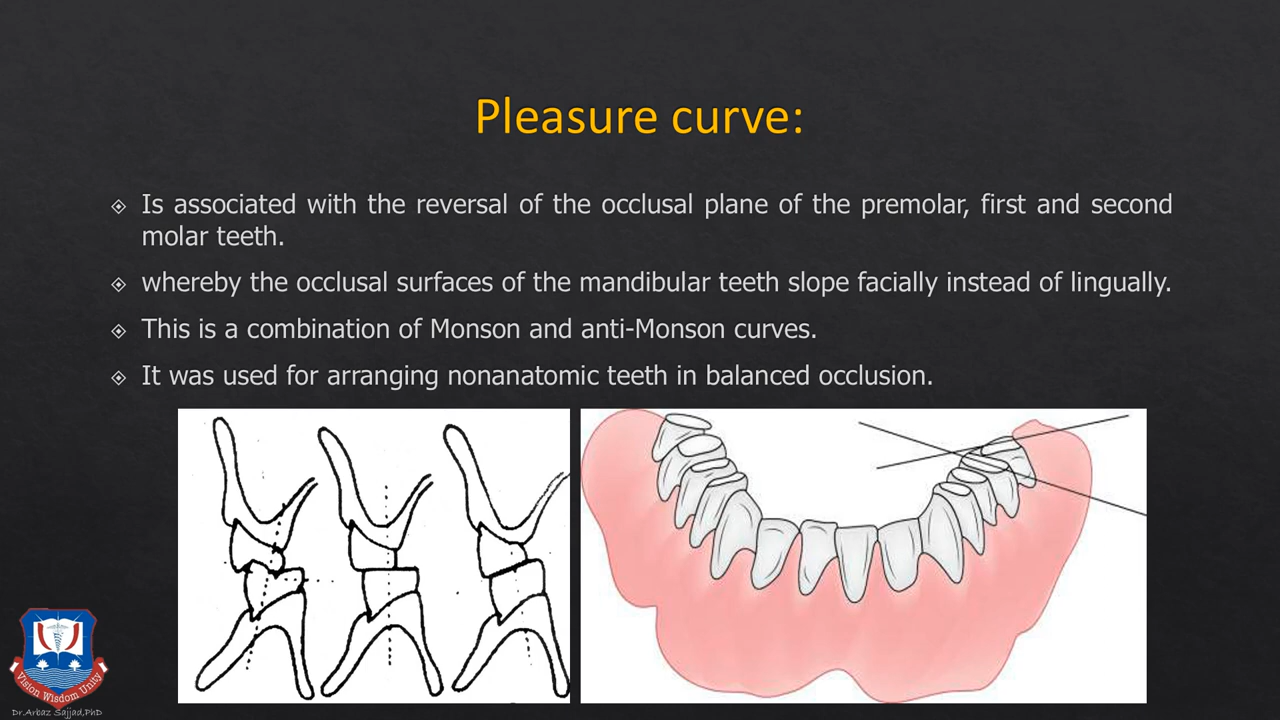 Pleasure curve:
Is associated with the reversal of the occlusal plane of the premolar, first and second
molar teeth.
whereby the occlusal surfaces of the mandibular teeth slope facially instead of lingually.
This is a combination of Monson and anti-Monson curves.
It was used for arranging nonanatomic teeth in balanced occlusion.
Vision Wisdom Unity
Dr.Arbaz Sajjad,PhD